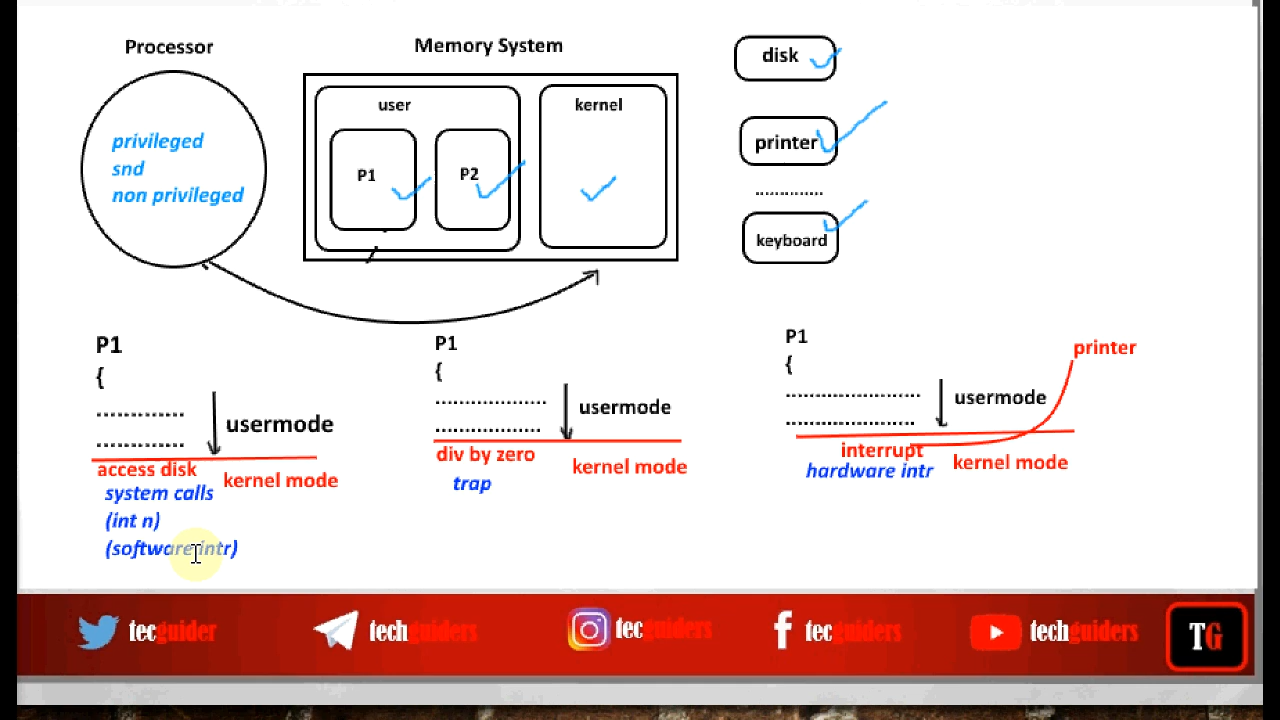 Processor
Memory System
disk
user
kernel
privileged
snd
non privileged
P1
P2
printer
..............
keyboard
P1
{
...............
usermode
...............
access disk
kernel mode
system calls
(int n)
(software intr)
P1
{
...................
usermode
..................
div by zero
kernel mode
trap
P1
{
printer
.......................
usermode
......................
interrupt
kernel mode
hardware intr
tecguider
techguiders
tecguiders
tecguiders
techguiders
TG